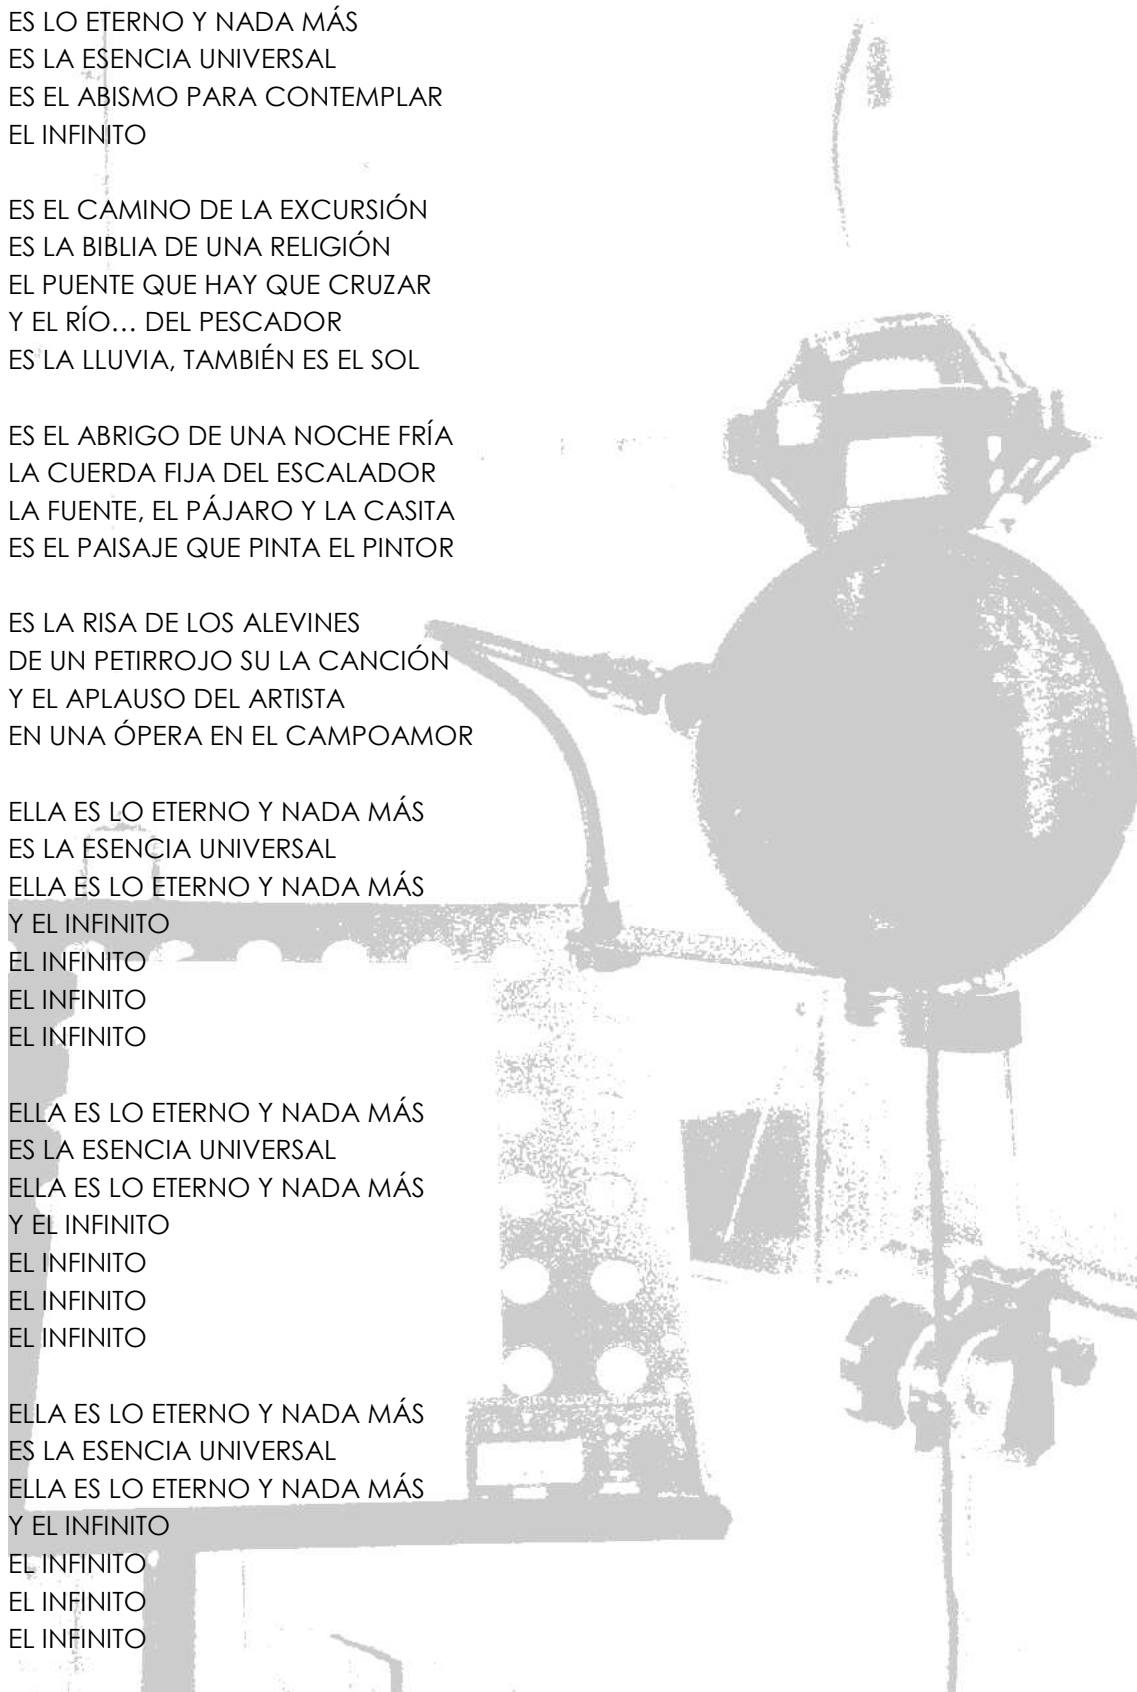 ES LO ETERNO Y NADA MÁS
ES LA ESENCIA UNIVERSAL
ES EL ABISMO PARA CONTEMPLAR
EL INFINITO
ES EL CAMINO DE LA EXCURSIÓN
ES LA BIBLIA DE UNA RELIGIÓN
EL PUENTE QUE HAY QUE CRUZAR
Y EL RÍO… DEL PESCADOR
ES LA LLUVIA, TAMBIÉN ES EL SOL
ES EL ABRIGO DE UNA NOCHE FRÍA
LA CUERDA FIJA DEL ESCALADOR
LA FUENTE, EL PÁJARO Y LA CASITA
ES EL PAISAJE QUE PINTA EL PINTOR
ES LA RISA DE LOS ALEVINES
DE UN PETIRROJO SU LA CANCIÓN
Y EL APLAUSO DEL ARTISTA
EN UNA ÓPERA EN EL CAMPOAMOR
ELLA ES LO ETERNO Y NADA MÁS
ES LA ESENCIA UNIVERSAL
ELLA ES LO ETERNO Y NADA MÁS
Y EL INFINITO
EL INFINITO
EL INFINITO
EL INFINITO
ELLA ES LO ETERNO Y NADA MÁS
ES LA ESENCIA UNIVERSAL
ELLA ES LO ETERNO Y NADA MÁS
Y EL INFINITO
EL INFINITO
EL INFINITO
EL INFINITO
ELLA ES LO ETERNO Y NADA MÁS
ES LA ESENCIA UNIVERSAL
ELLA ES LO ETERNO Y NADA MÁS
Y EL INFINITO
EL INFINITO
EL INFINITO
EL INFINITO